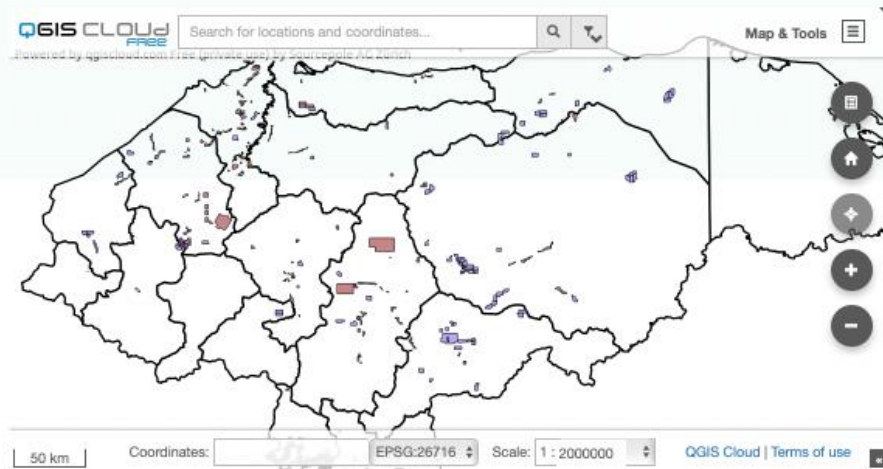 QGIS CLOUD
FREE
Search for locations and coordinates...
Map & Tools
Powered by qgiscloud.com Free (private use) by Sourcepole AG Zürich
50 km
Coordinates:
EPSG:26716
Scale:
1 : 2000000
QGIS Cloud | Terms of use